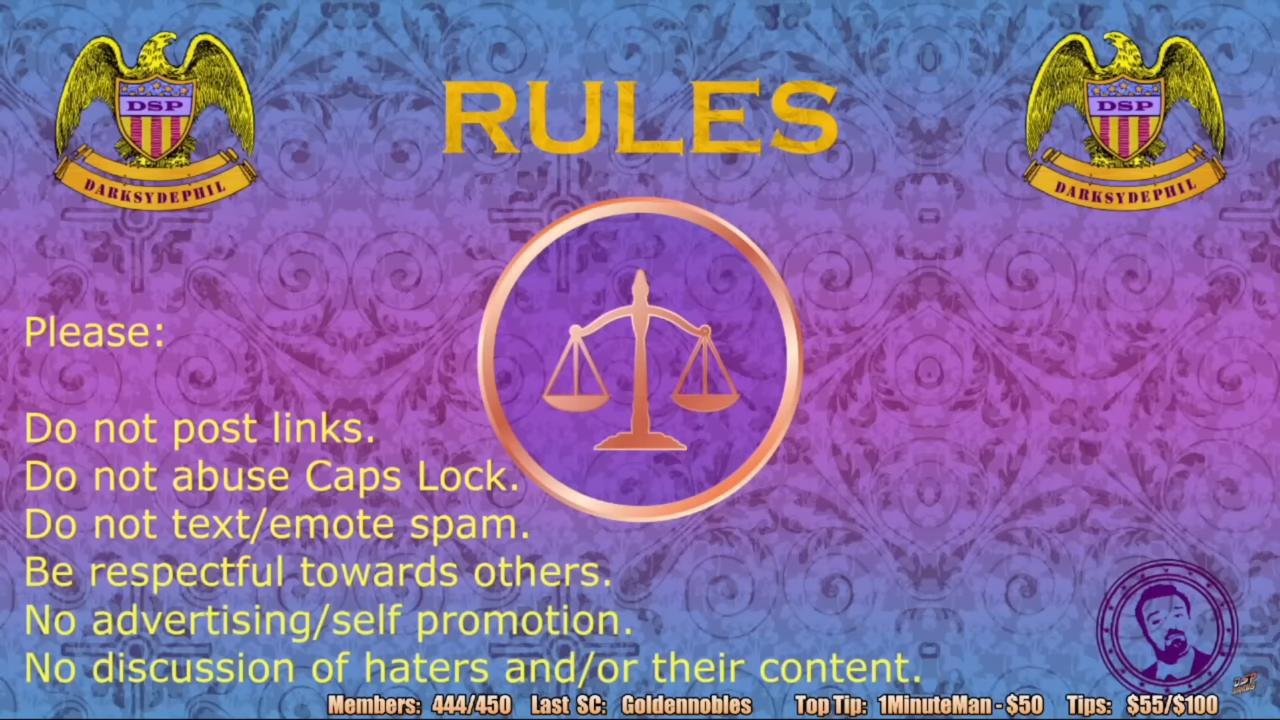 RULES
DSP
DARKSYDEPHIL
DSP
DARKSYDEPHIL
Please:
Do not post links.
Do not abuse Caps Lock.
Do not text/emote spam.
Be respectful towards others.
No advertising/self promotion.
No discussion of haters and/or their content.
Members: 444/450 Last SC: Goldennobles Top Tip: 1MinuteMan - $50 Tips: $55/$100
DSP